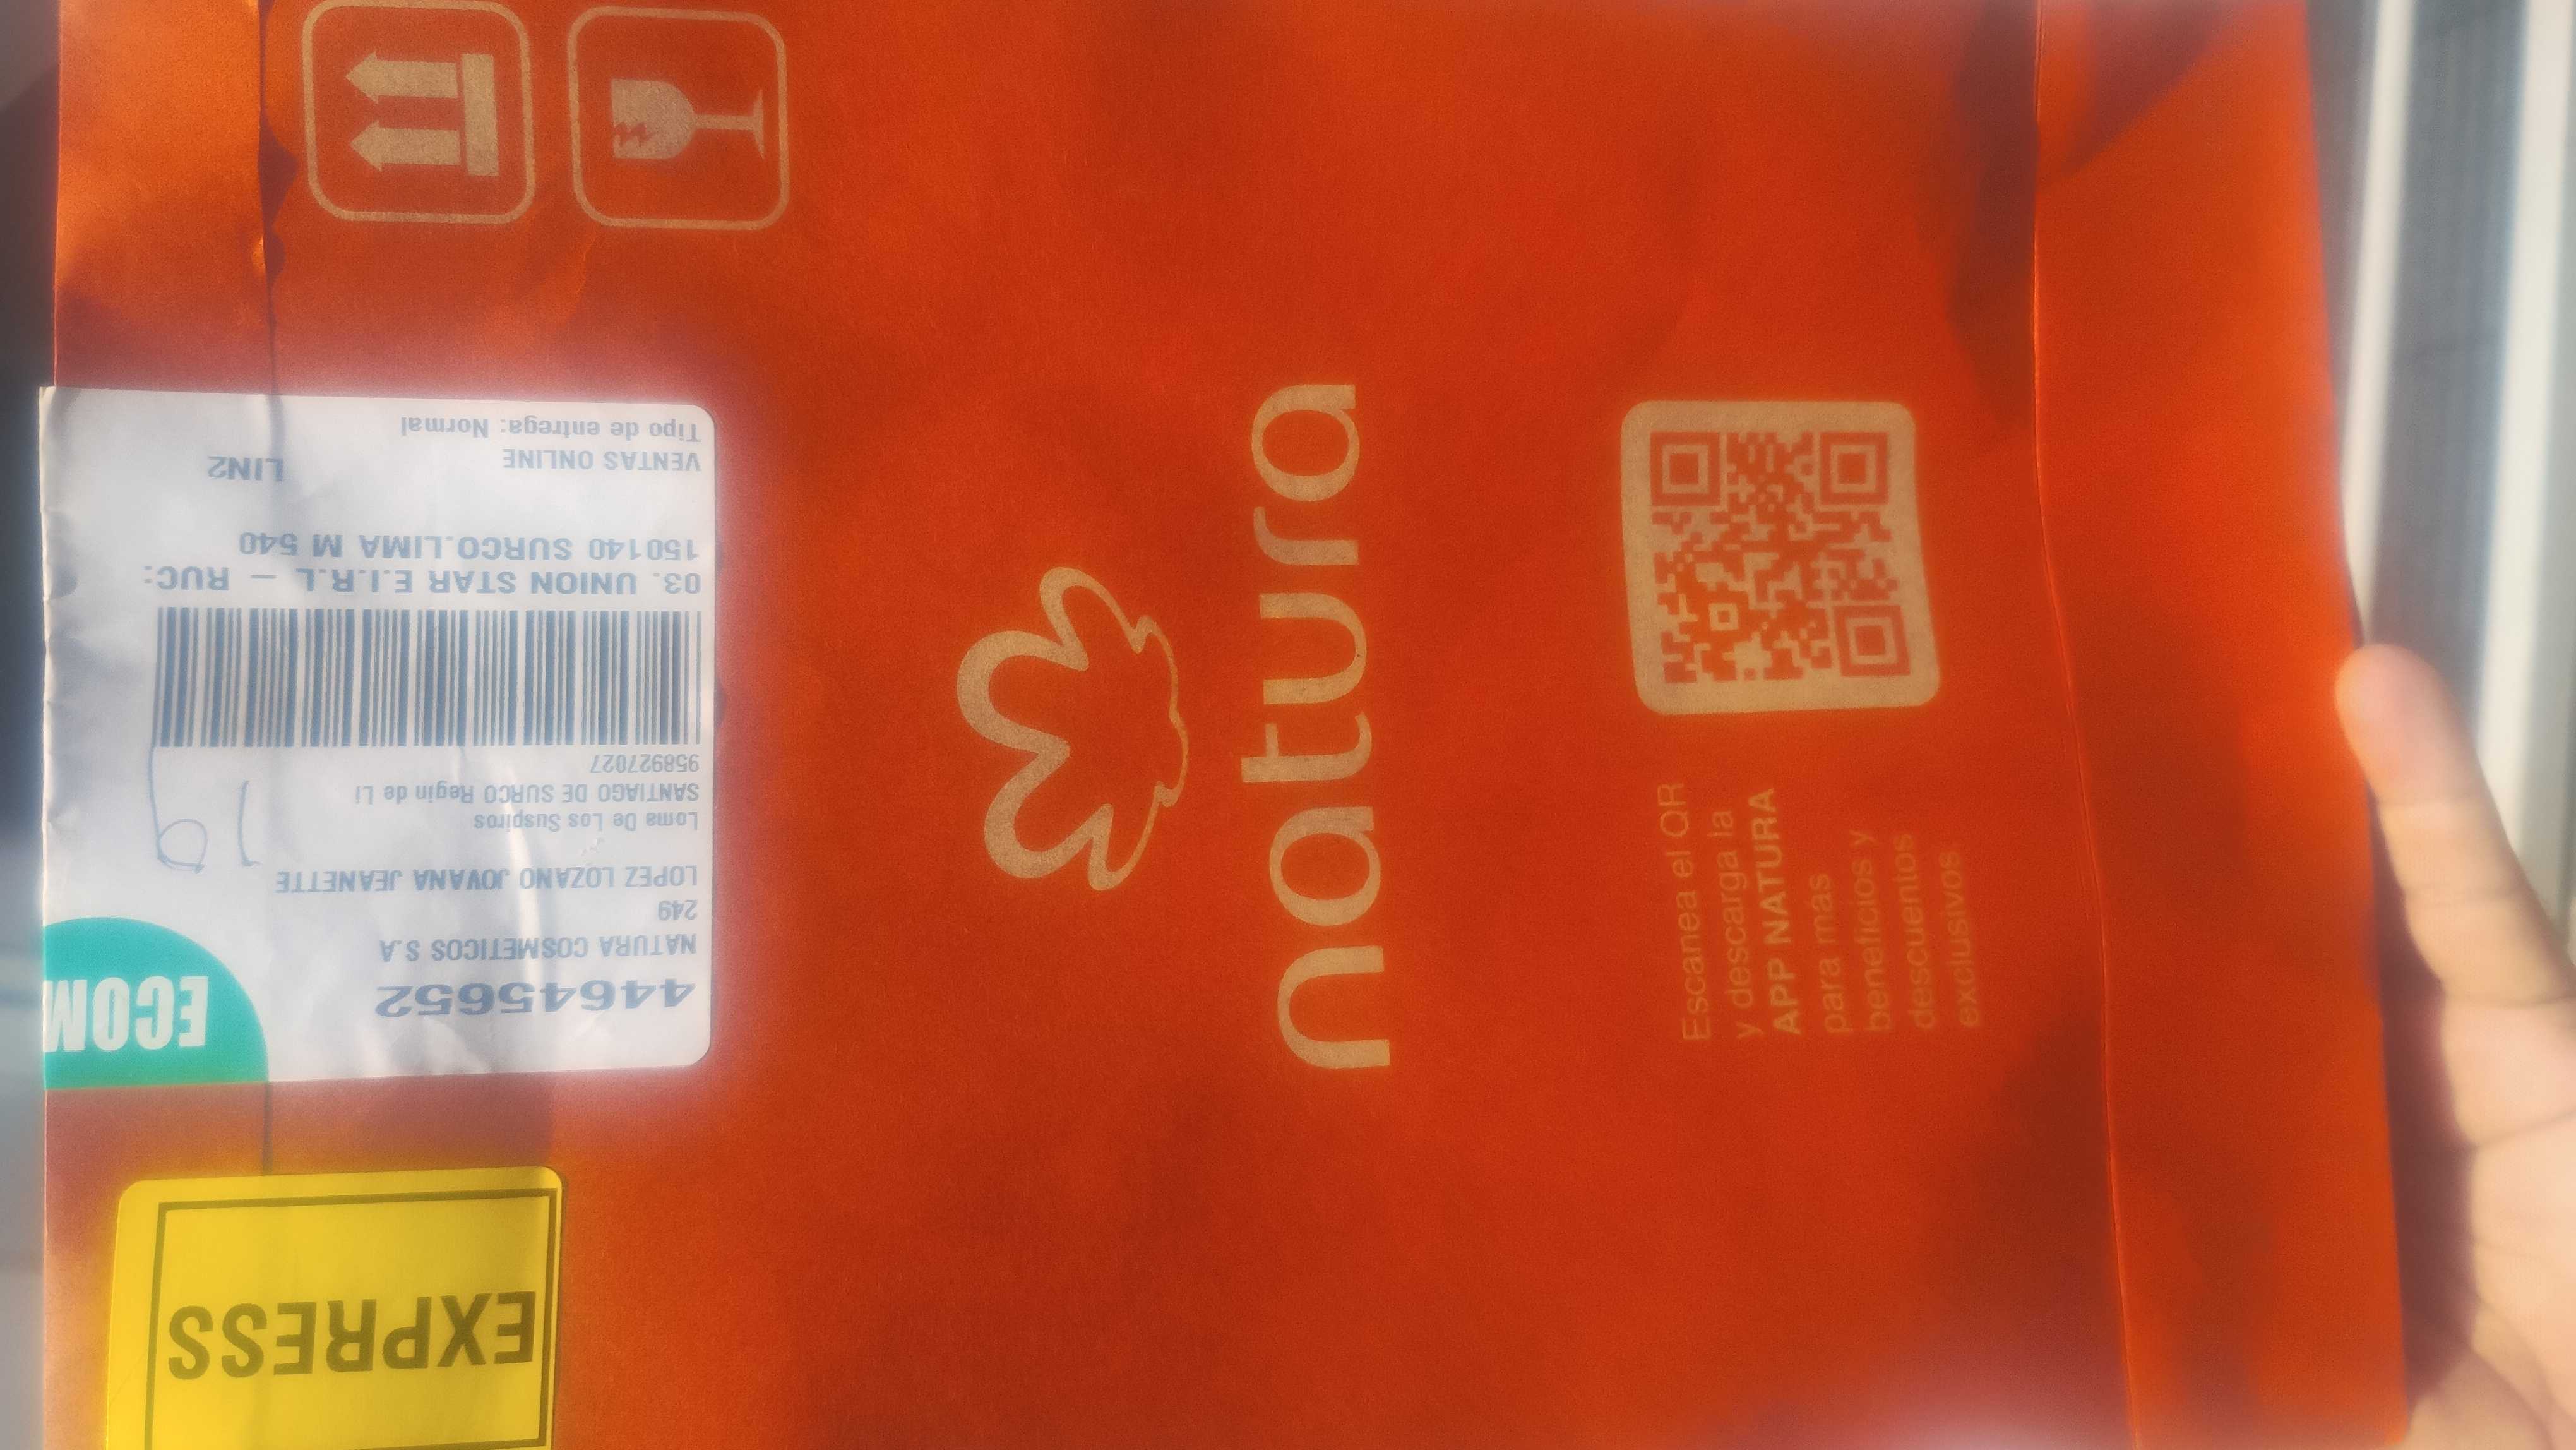 44645652
NATURA COSMETICOS S.A
249
LOPEZ LOZANO JOVANA JEANETTE
Loma De Los Suspiros
SANTIAGO DE SURCO Regin de Li
958927027
03. UNION STAR E.I.R.L - RUC:
150140 SURCO.LIMA M 540
VENTAS ONLINE LIN2
Tipo de entrega: Normal
ECOM
EXPRESS
natura
Escanea el QR
y descarga la
APP NATURA
para más
beneficios y
descuentos
exclusivos